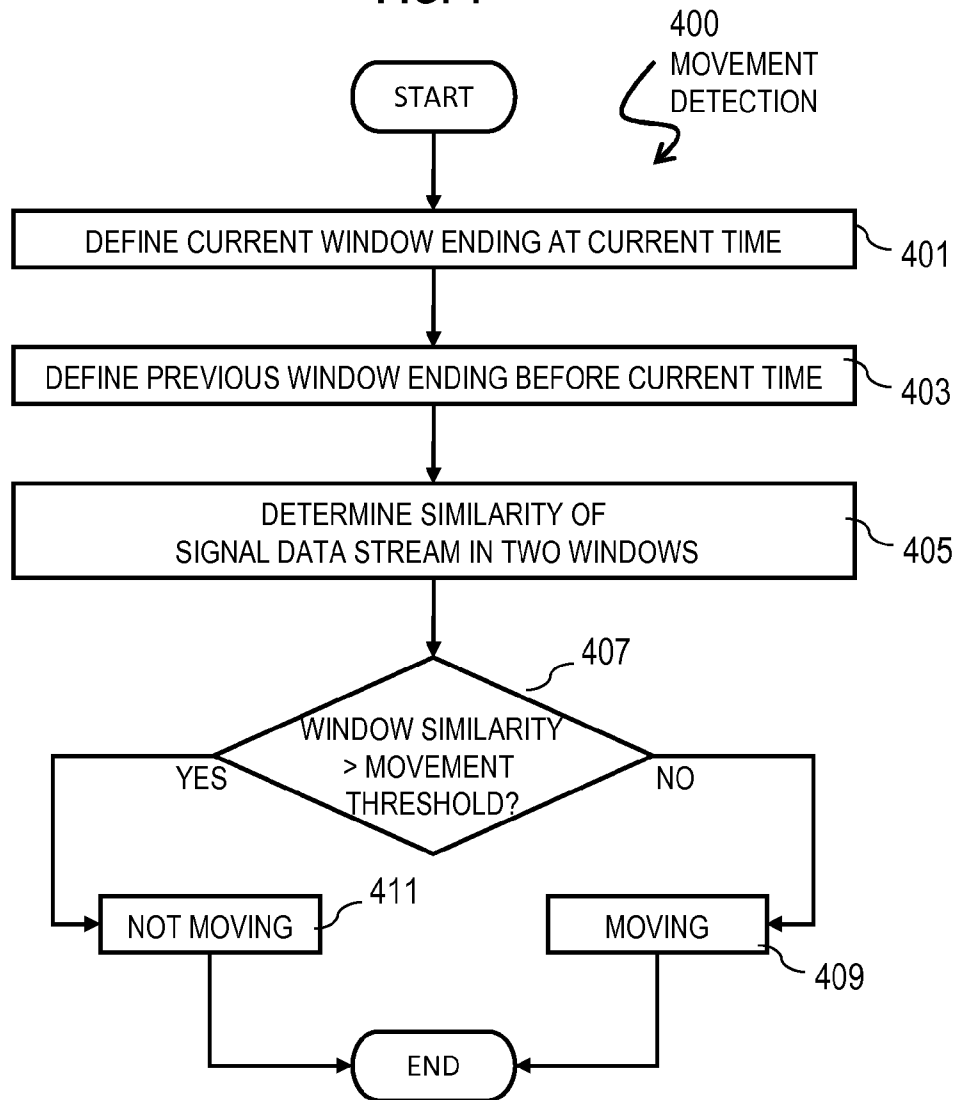 400
MOVEMENT
DETECTION
START
DEFINE CURRENT WINDOW ENDING AT CURRENT TIME
401
DEFINE PREVIOUS WINDOW ENDING BEFORE CURRENT TIME
403
DETERMINE SIMILARITY OF
SIGNAL DATA STREAM IN TWO WINDOWS
405
407
WINDOW SIMILARITY
> MOVEMENT
THRESHOLD?
YES
NO
NOT MOVING
411
MOVING
409
END